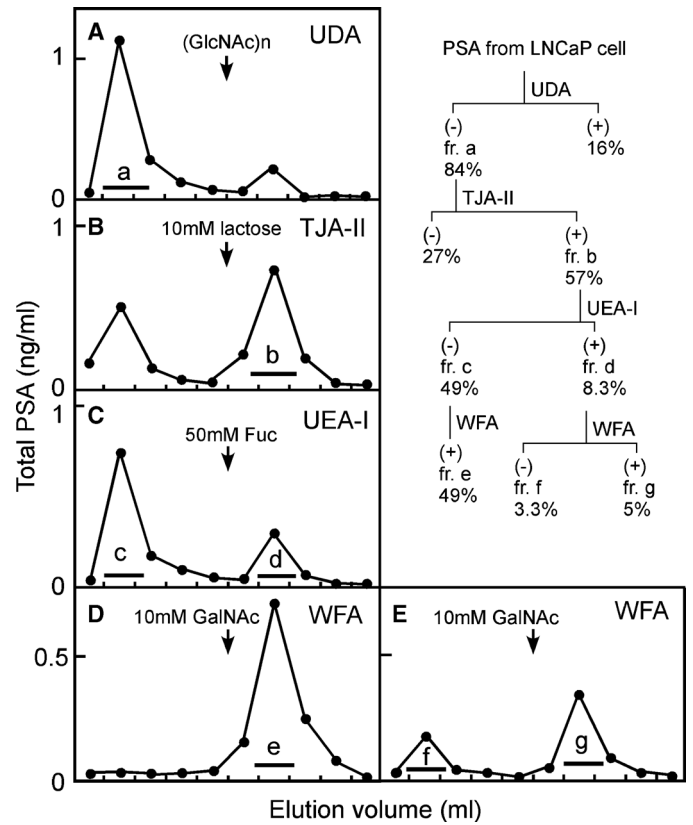 A
(GlcNAc)n
UDA
1
a
0
B
10mM lactose
TJA-II
1
b
0
C
50mM Fuc
UEA-I
1
c
d
0
D
10mM GalNAc
WFA
0.5
e
0
E
10mM GalNAc
WFA
f
g
Total PSA (ng/ml)
Elution volume (ml)
PSA from LNCaP cell
UDA
(-)
fr. a
84%
(+)
16%
TJA-II
(-)
27%
(+)
fr. b
57%
UEA-I
(-)
fr. c
49%
(+)
fr. d
8.3%
WFA
(+)
fr. e
49%
WFA
(-)
fr. f
3.3%
(+)
fr. g
5%